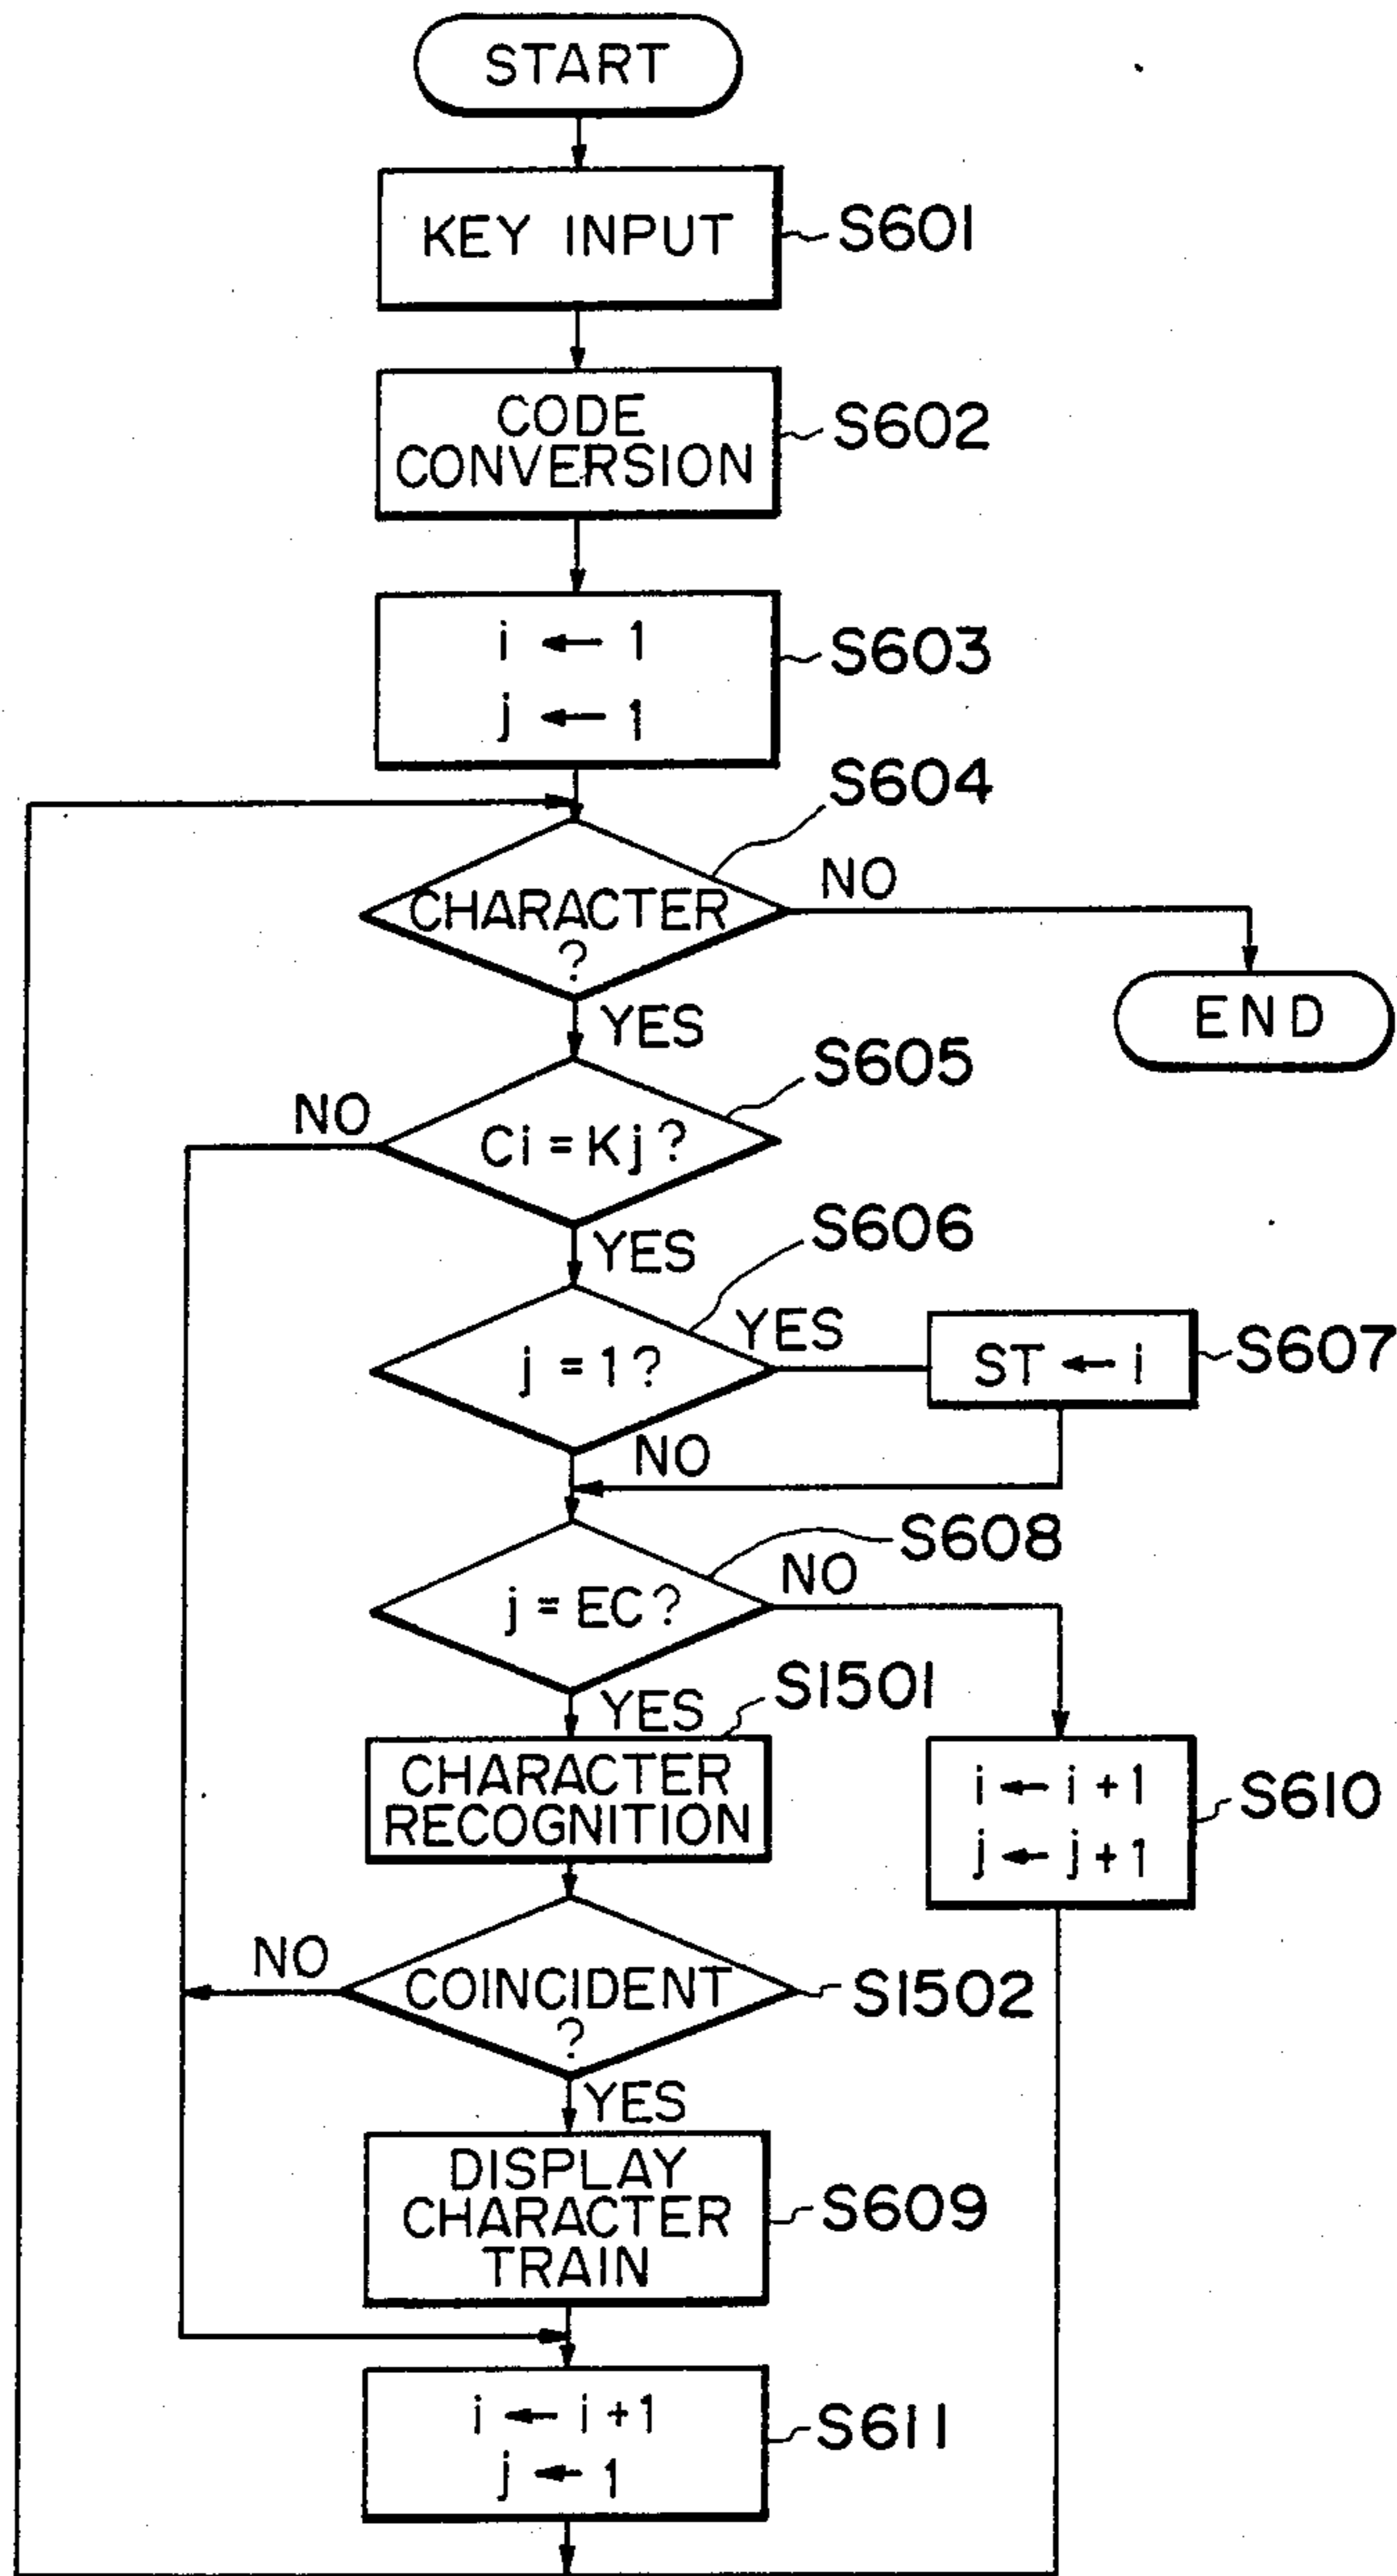 START
KEY INPUT
S601
CODE
CONVERSION
S602
i ← 1
j ← 1
S603
S604
CHARACTER
?
NO
END
YES
S605
NO
Ci = Kj ?
YES
S606
j = 1 ?
YES
ST ← i
S607
NO
S608
j = EC ?
NO
YES
S1501
CHARACTER
RECOGNITION
i ← i + 1
j ← j + 1
S610
NO
COINCIDENT
?
S1502
YES
DISPLAY
CHARACTER
TRAIN
S609
i ← i + 1
j ← 1
S611